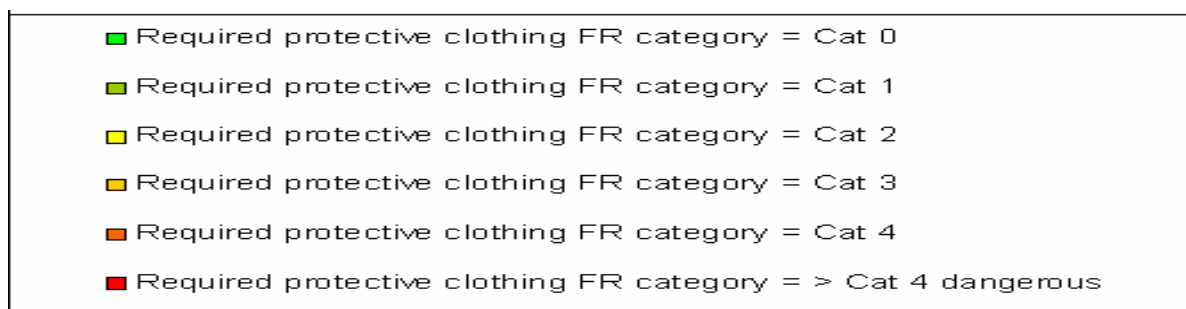 Required protective clothing FR category = Cat 0
Required protective clothing FR category = Cat 1
Required protective clothing FR category = Cat 2
Required protective clothing FR category = Cat 3
Required protective clothing FR category = Cat 4
Required protective clothing FR category = > Cat 4 dangerous